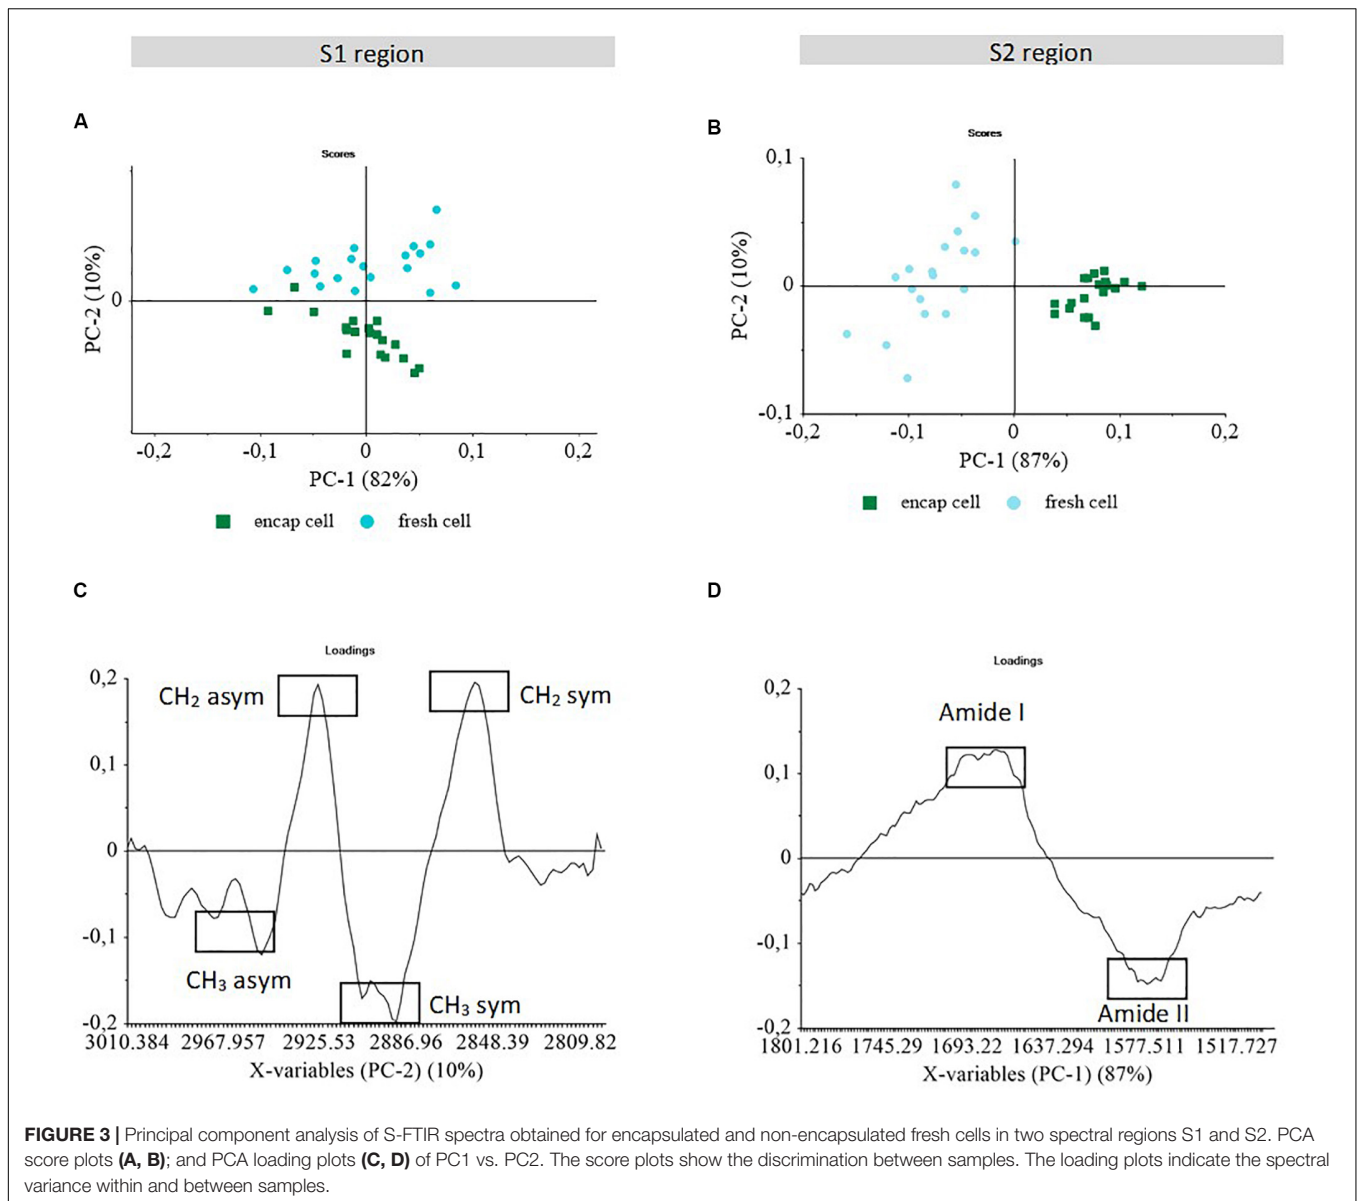 S1 region
S2 region
A
B
Scores
Scores
0,1
PC-2 (10%)
0
PC-2 (10%)
0
-0,1
-0,2 -0,1 0 0,1 0,2
PC-1 (82%)
-0,2 -0,1 0 0,1 0,2
PC-1 (87%)
encap cell fresh cell
encap cell fresh cell
C
D
Loadings
Loadings
0,2
0,1
0
-0,1
-0,2
CH₂ asym
CH₂ sym
CH₃ asym
CH₃ sym
3010.384 2967.957 2925.53 2886.96 2848.39 2809.82
X-variables (PC-2) (10%)
0,2
0,1
0
-0,1
-0,2
Amide I
Amide II
1801.216 1745.29 1693.22 1637.294 1577.511 1517.727
X-variables (PC-1) (87%)
FIGURE 3 | Principal component analysis of S-FTIR spectra obtained for encapsulated and non-encapsulated fresh cells in two spectral regions S1 and S2. PCA
score plots (A, B); and PCA loading plots (C, D) of PC1 vs. PC2. The score plots show the discrimination between samples. The loading plots indicate the spectral
variance within and between samples.